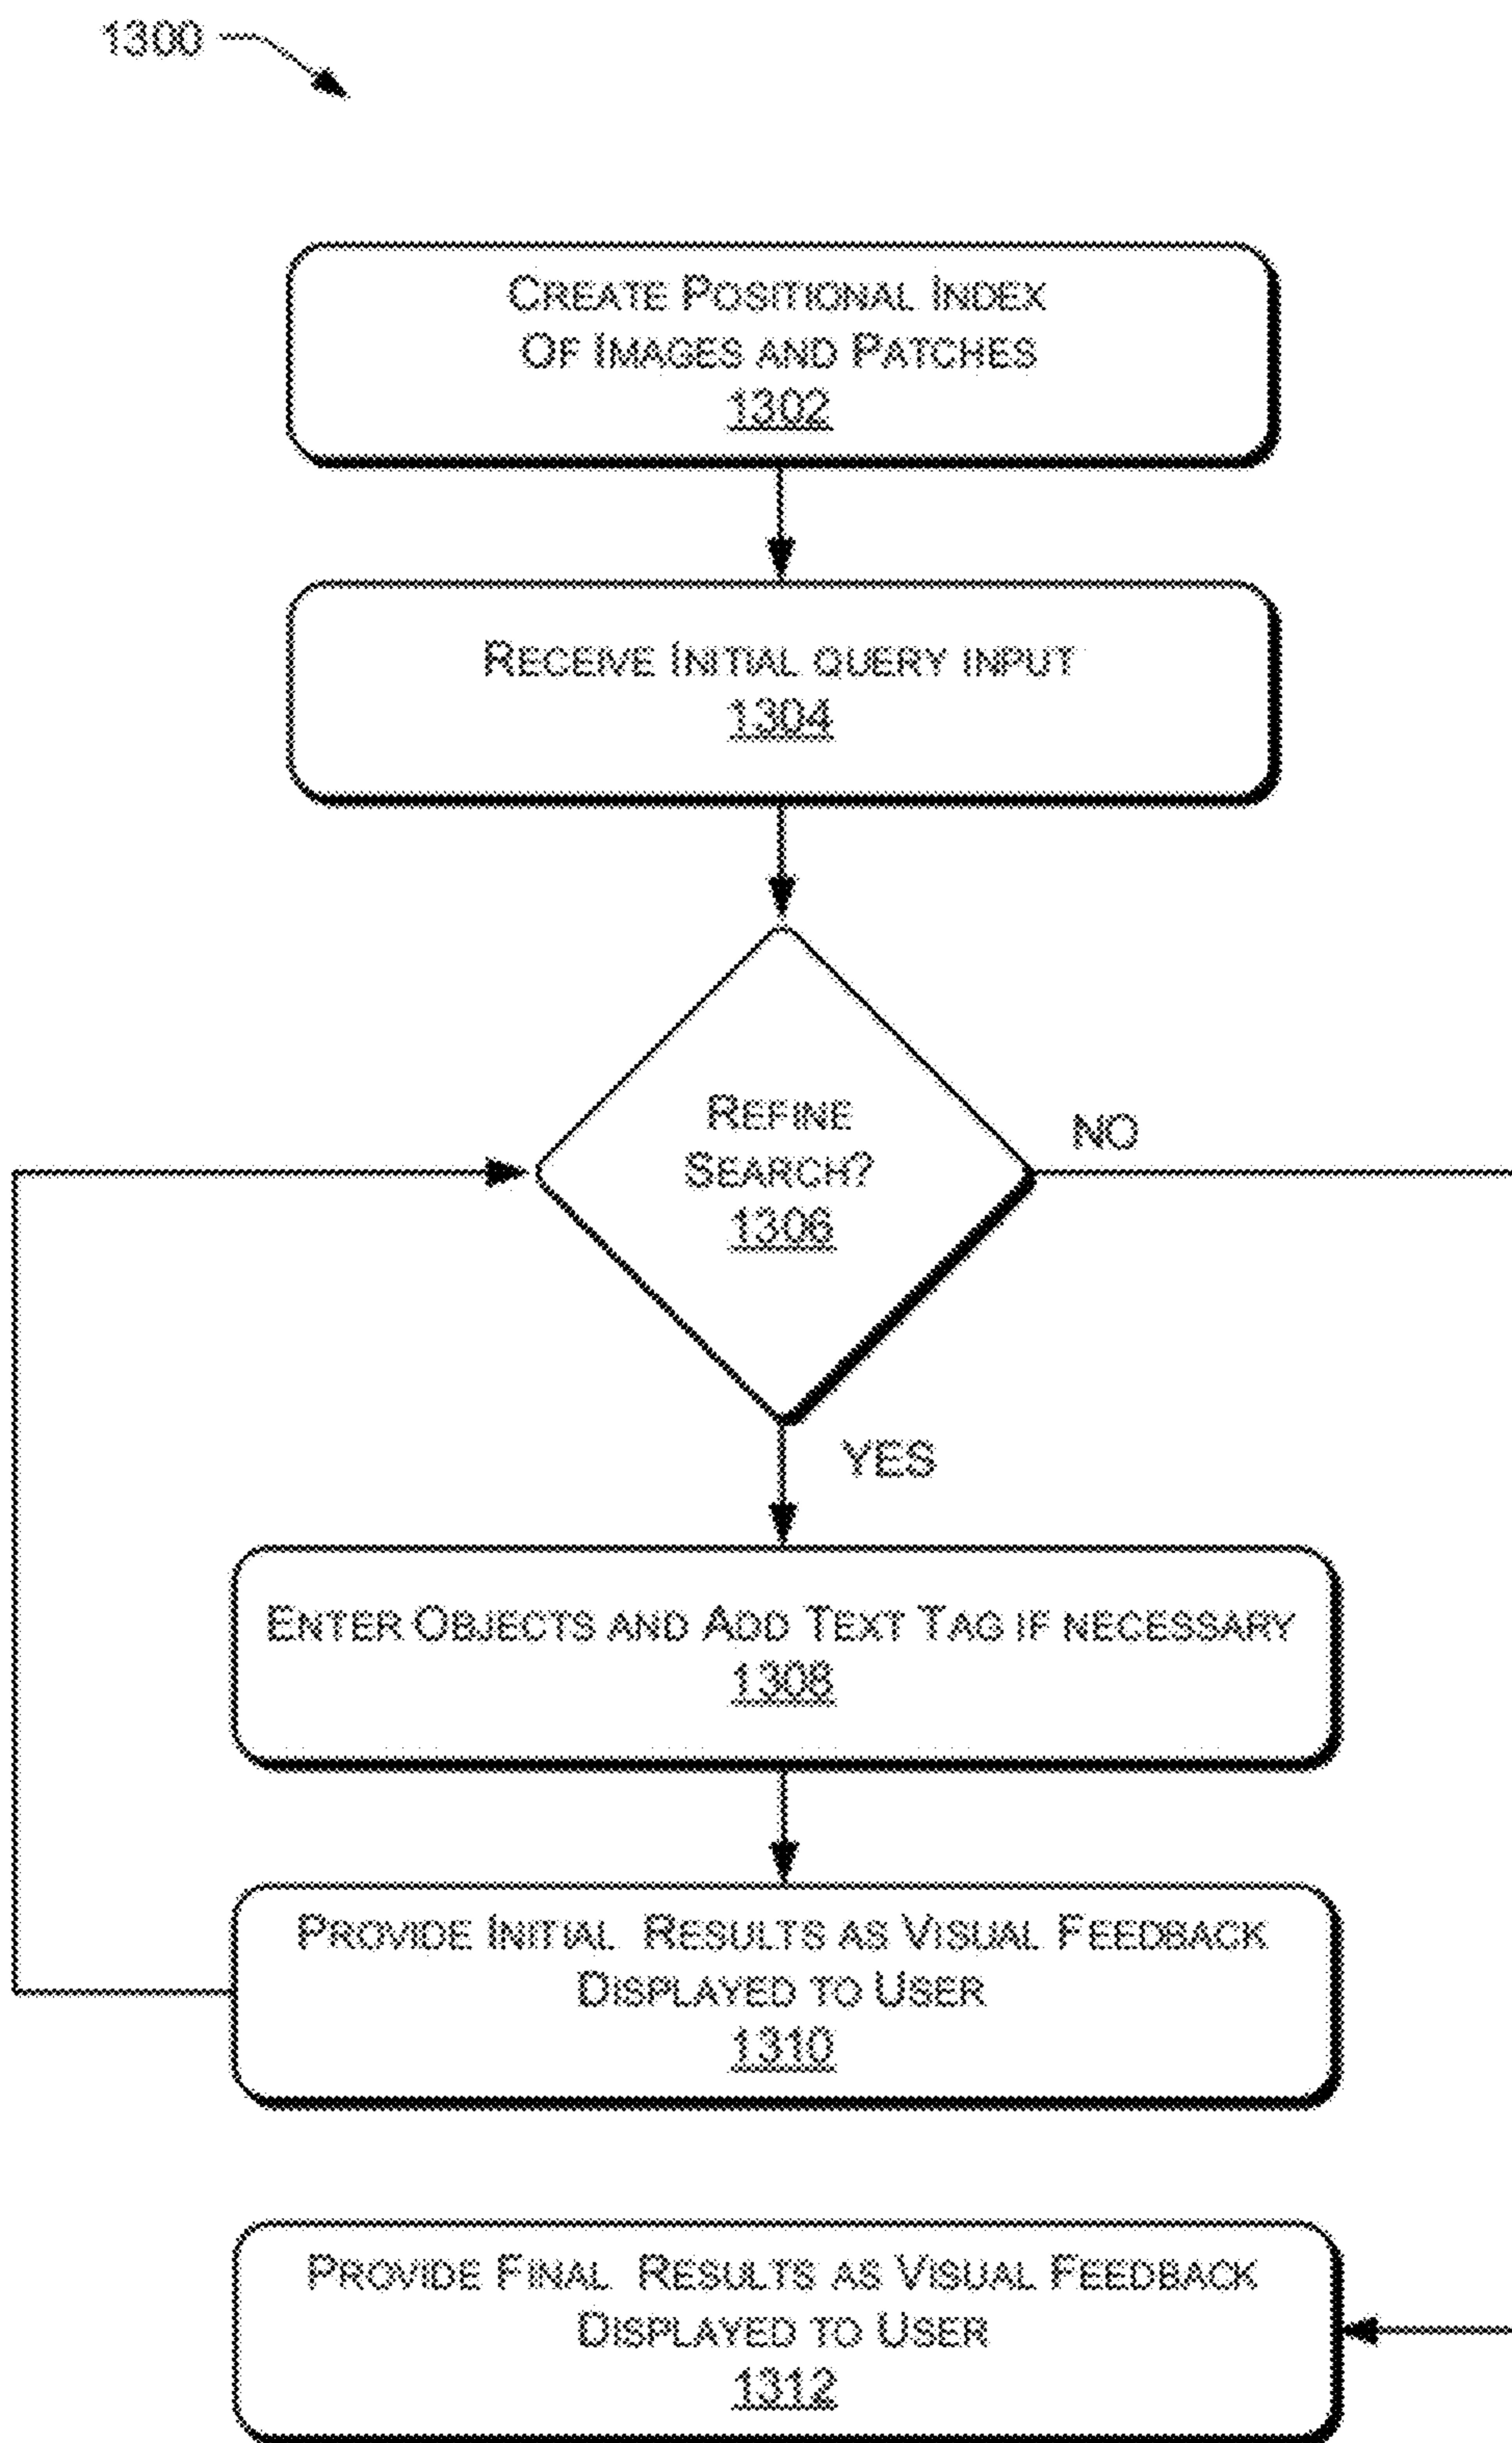 1300
CREATE POSITIONAL INDEX
OF IMAGES AND PATCHES
1302
RECEIVE INITIAL QUERY INPUT
1304
REFINE
SEARCH?
1306
NO
YES
ENTER OBJECTS AND ADD TEXT TAG IF NECESSARY
1308
PROVIDE INITIAL RESULTS AS VISUAL FEEDBACK
DISPLAYED TO USER
1310
PROVIDE FINAL RESULTS AS VISUAL FEEDBACK
DISPLAYED TO USER
1312